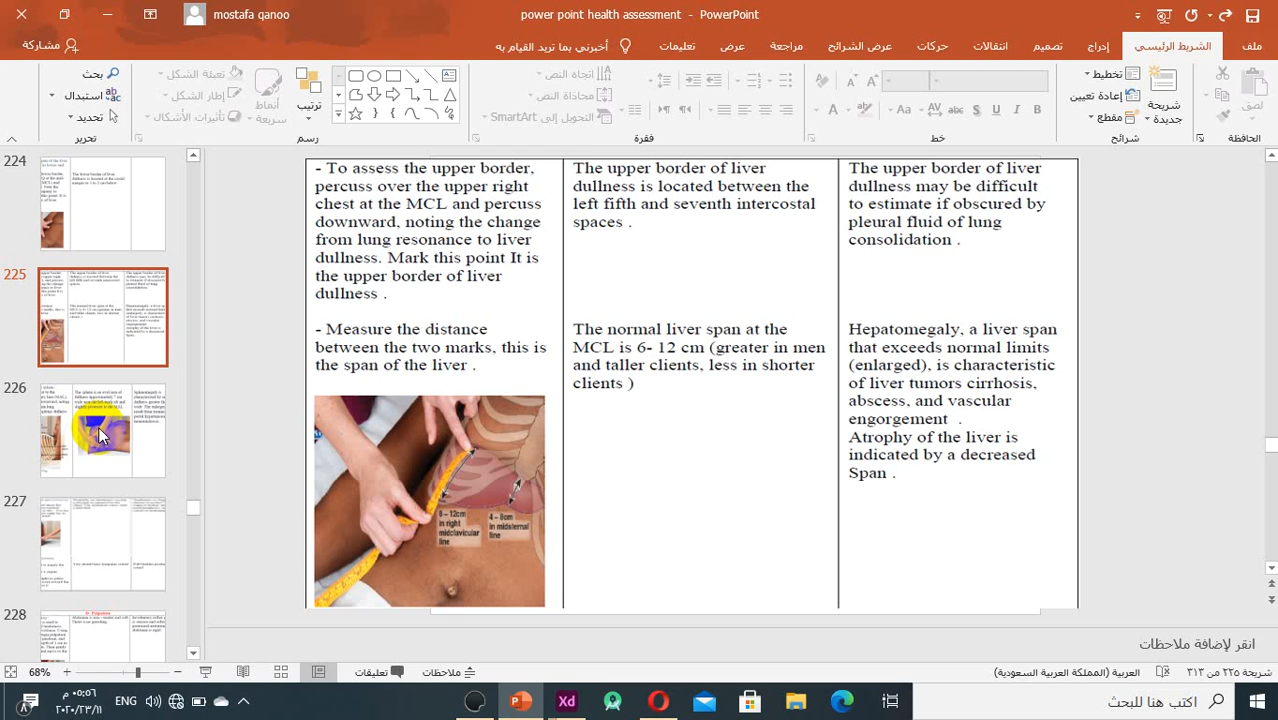 mostafa qanoo
power point health assessment - PowerPoint
ملف
الشريط الرئيسي
إدراج
تصميم
انتقالات
حركات
عرض الشرائح
مراجعة
عرض
تعليمات
أخبرني بما تريد القيام به
مشاركة
لصق
الحافظة
شريحة
جديدة
تخطيط
إعادة تعيين
مقطع
شرائح
خط
اتجاه النص
محاذاة النص
التحويل إلى SmartArt
فقرة
ترتيب
أنماط
سريعة
تعبئة الشكل
إطار الشكل
تأثيرات الأشكال
رسم
بحث
استبدال
تحديد
تحرير
224
225
226
227
228
- To assess the upper border,
percuss over the upper right
chest at the MCL and percuss
downward, noting the change
from lung resonance to liver
dullness. Mark this point It is
the upper border of liver
dullness .
The upper border of liver
dullness is located between the
left fifth and seventh intercostal
spaces .
The upper border of liver
dullness may be difficult
to estimate if obscured by
pleural fluid of lung
consolidation .
- Measure the distance
between the two marks, this is
the span of the liver .
The normal liver span at the
MCL is 6- 12 cm (greater in men
and taller clients, less in shorter
clients )
Hepatomegaly, a liver span
that exceeds normal limits
(enlarged), is characteristic
of liver tumors cirrhosis,
abscess, and vascular
engorgement .
Atrophy of the liver is
indicated by a decreased
Span .
6 – 12cm
in right
midclavicular
line
4 – 8cm
in midsternal
line
انقر لإضافة ملاحظات
شريحة ٢٢٥ من ٣١٣
العربية (المملكة العربية السعودية)
ملاحظات
تعليقات
68%
اكتب هنا للبحث
Xd
ENG
٠٥:٥٦ م
٢٠٢٠/٢٣/١١